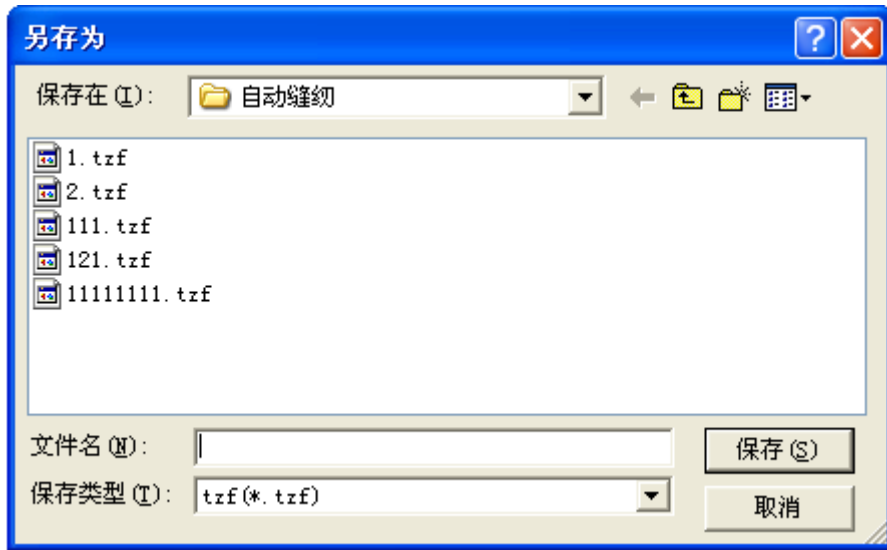 另存为
保存在(I):
自动缝纫
1.tzf
2.tzf
111.tzf
121.tzf
11111111.tzf
文件名(N):
保存(S)
保存类型(T):
tzf(*.tzf)
取消